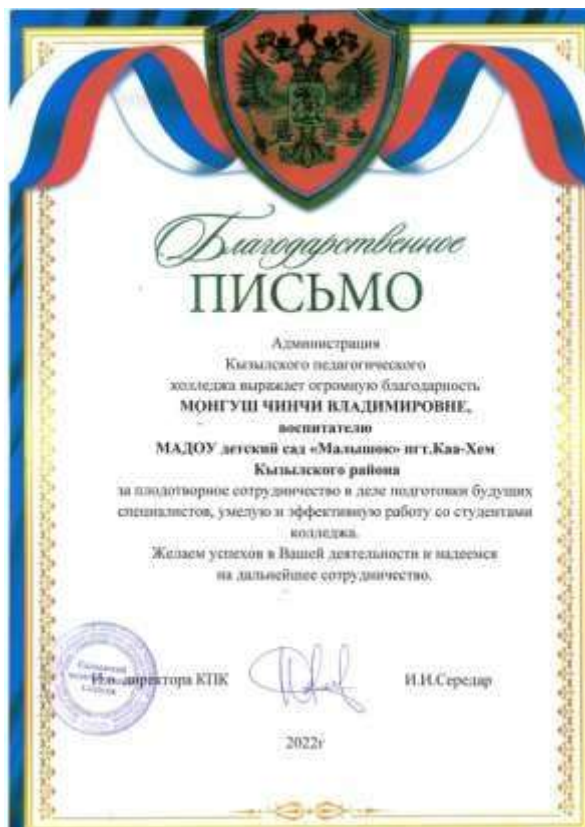 Благодарственное
ПИСЬМО
Администрация
Кызылского педагогического
колледжа выражает огромную благодарность
МОНГУШ ЧИНЧИ ВЛАДИМИРОВНЕ,
воспитателю
МАДОУ детский сад «Малышок» пгт.Каа-Хем
Кызылского района
за плодотворное сотрудничество в деле подготовки будущих
специалистов, умелую и эффективную работу со студентами
колледжа.
Желаем успехов в Вашей деятельности и надеемся
на дальнейшее сотрудничество.
И.о. директора КПК И.И.Середар
2022г